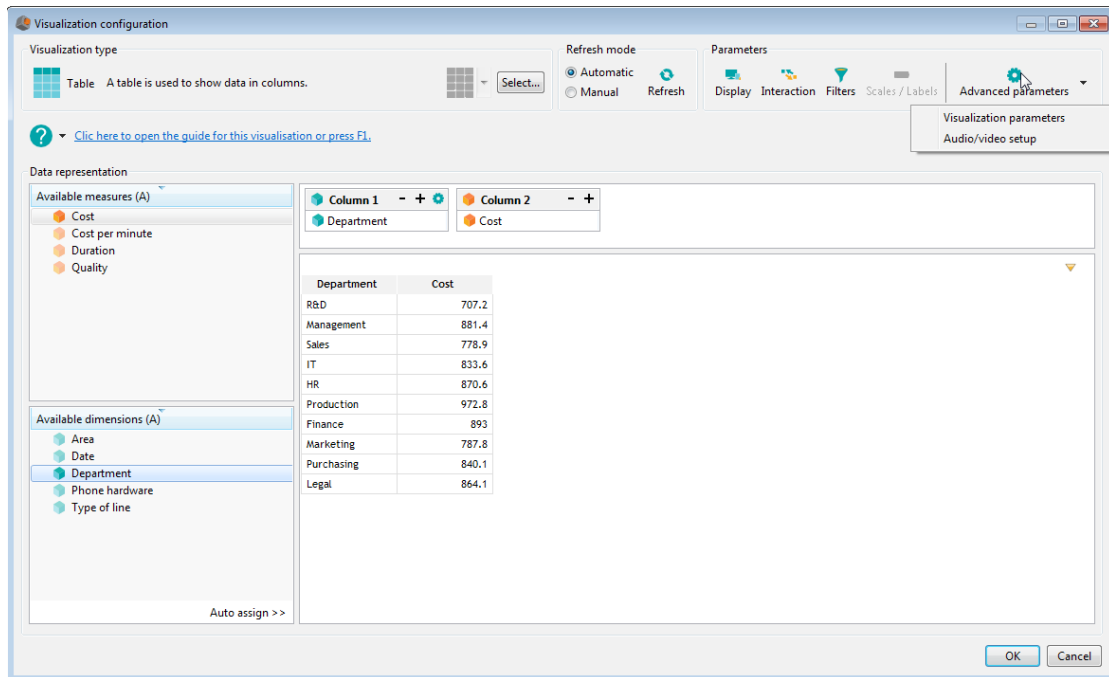 Visualization configuration
Visualization type
Refresh mode
Parameters
Table A table is used to show data in columns.
Select...
Automatic
Manual
Refresh
Display Interaction Filters Scales / Labels Advanced parameters
Visualization parameters
Audio/video setup
? Clic here to open the guide for this visualisation or press F1.
Data representation
Available measures (A)
Cost
Cost per minute
Duration
Quality
Available dimensions (A)
Area
Date
Department
Phone hardware
Type of line
Auto assign >>
Column 1 - +
Department
Column 2 - +
Cost
Department Cost
R&D 707.2
Management 881.4
Sales 778.9
IT 833.6
HR 870.6
Production 972.8
Finance 893
Marketing 787.8
Purchasing 840.1
Legal 864.1
OK Cancel